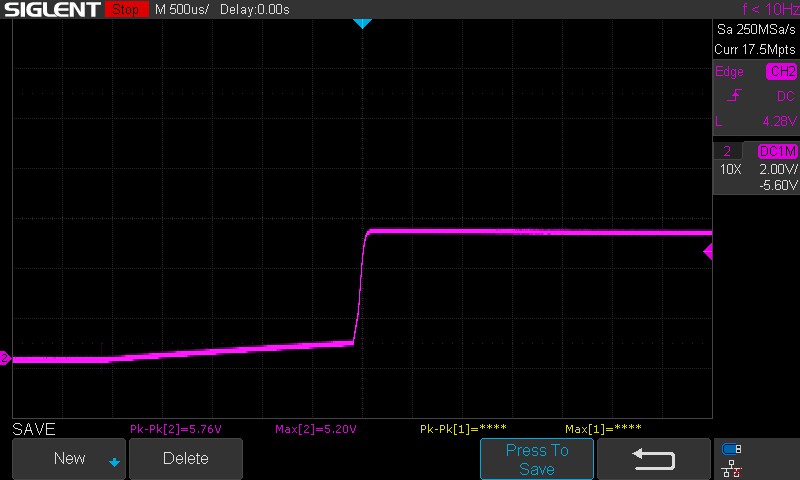 SIGLENT Stop M 500us/ Delay:0.00s f < 10Hz
Sa 250MSa/s
Curr 17.5Mpts
Edge CH2
DC
L 4.28V
2 DC1M
10X 2.00V/
-5.60V
2
SAVE Pk-Pk[2]=5.76V Max[2]=5.20V Pk-Pk[1]=**** Max[1]=****
New Delete Press To
Save